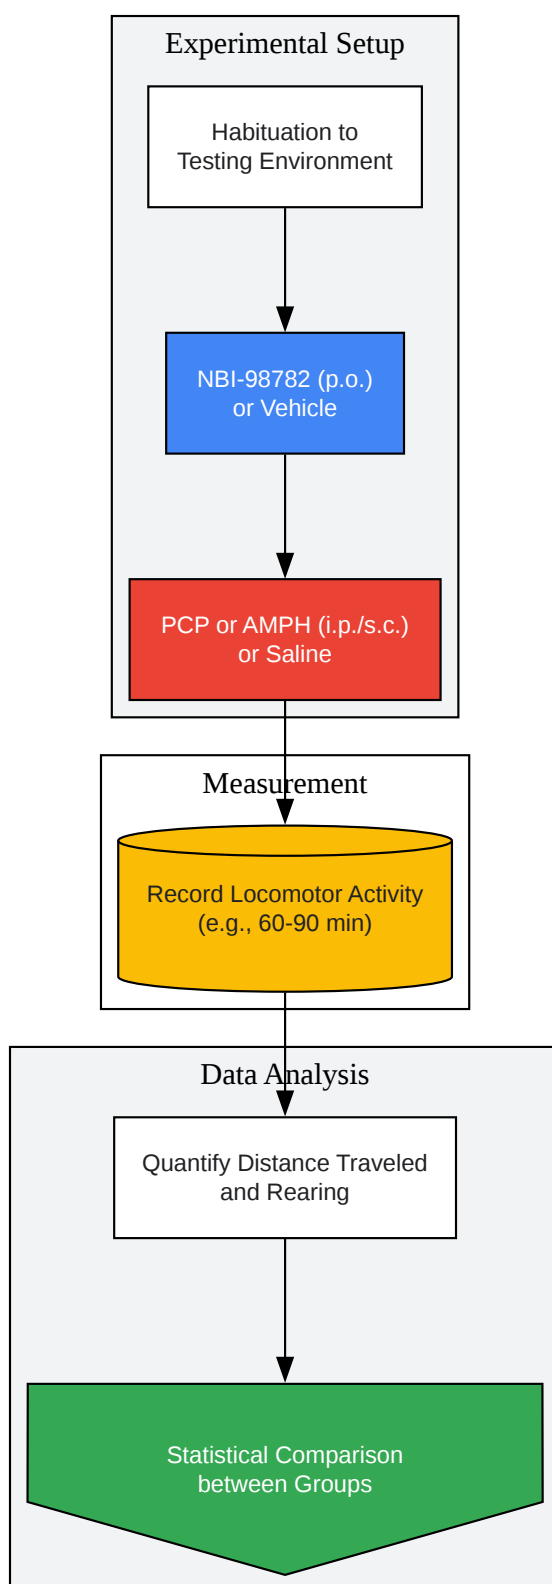 Experimental Setup
Habituation to
Testing Environment
NBI-98782 (p.o.)
or Vehicle
PCP or AMPH (i.p./s.c.)
or Saline
Measurement
Record Locomotor Activity
(e.g., 60-90 min)
Data Analysis
Quantify Distance Traveled
and Rearing
Statistical Comparison
between Groups